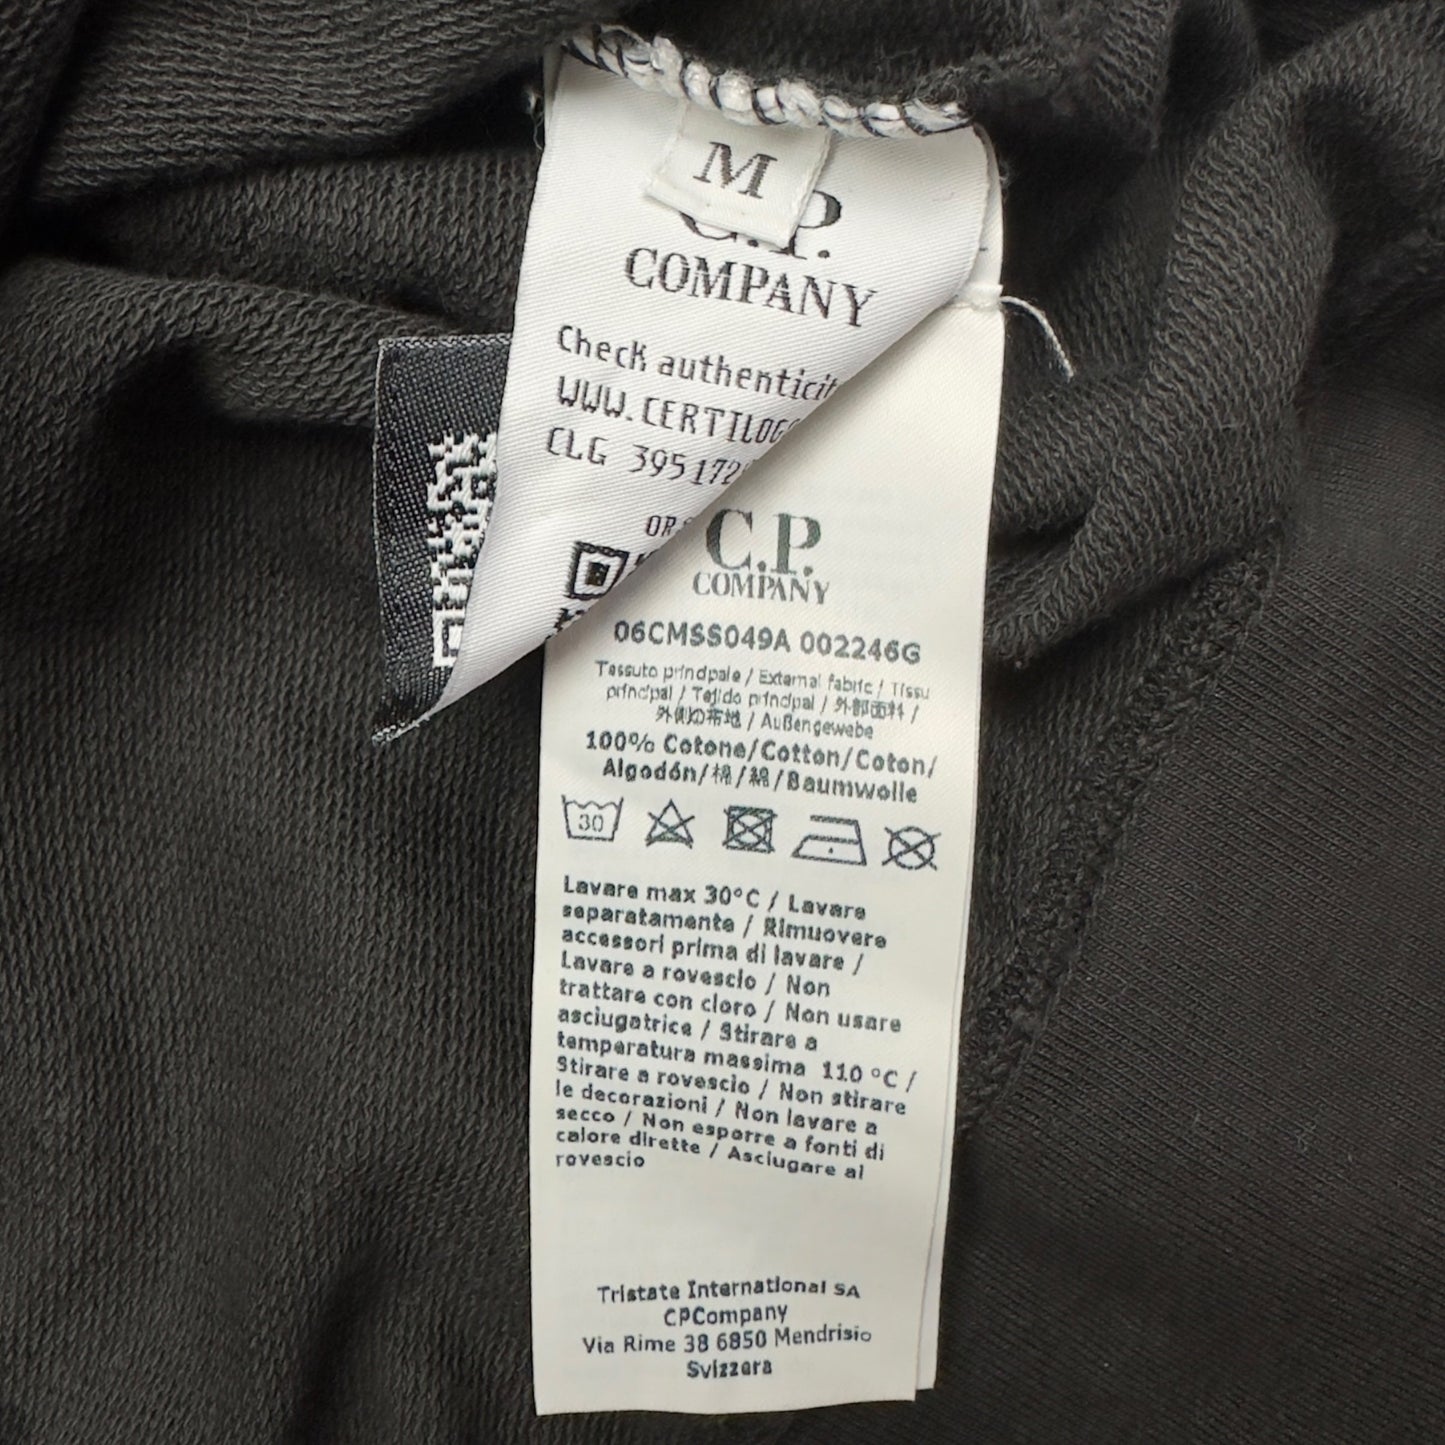 M
C.P.
COMPANY
Check authenticit
WWW.CERTILOG
CLG 395172
OR
C.P.
COMPANY
06CMSS049A 002246G
Tessuto principale / External fabric / Tissu
principal / Tejido principal / 外部面料 /
外側の布地 / Außengewebe
100% Cotone/Cotton/Coton/
Algodón/棉/綿/Baumwolle
30
Lavare max 30°C / Lavare
separatamente / Rimuovere
accessori prima di lavare /
Lavare a rovescio / Non
trattare con cloro / Non usare
asciugatrice / Stirare a
temperatura massima 110 °C /
Stirare a rovescio / Non stirare
le decorazioni / Non lavare a
secco / Non esporre a fonti di
calore dirette / Asciugare al
rovescio
Tristate International SA
CPCompany
Via Rime 38 6850 Mendrisio
Svizzera